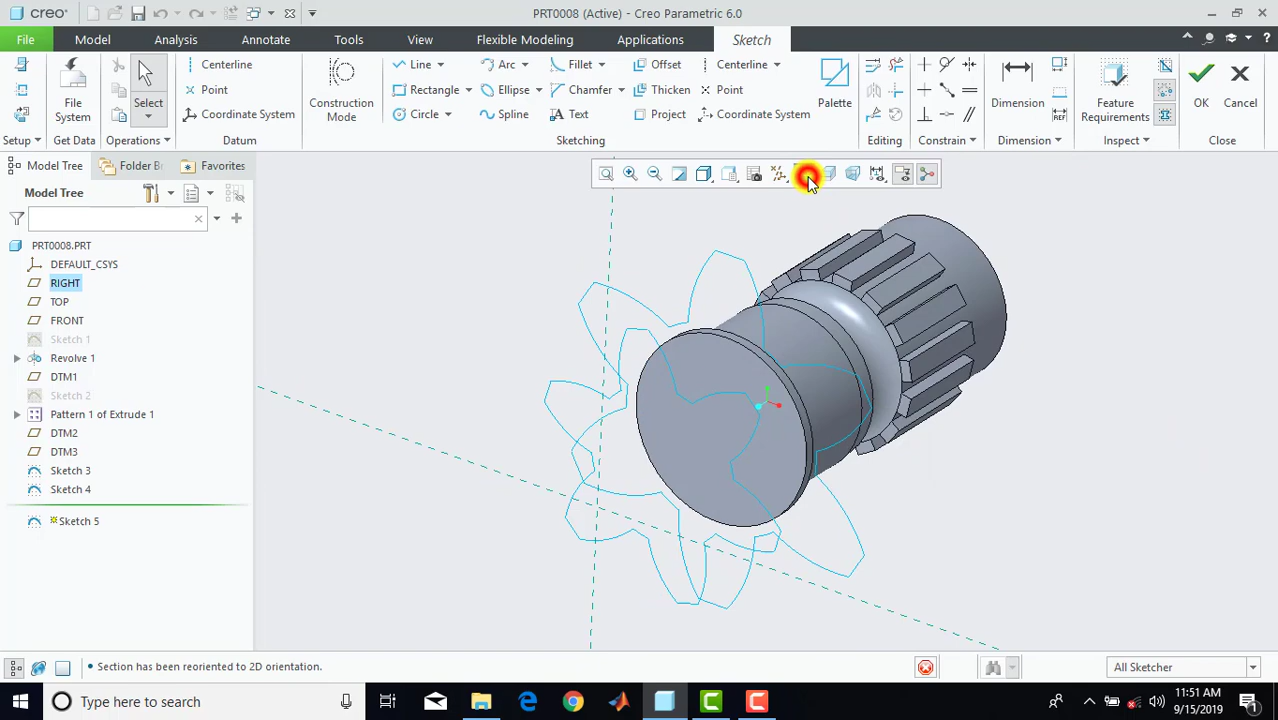 creo
PRT0008 (Active) - Creo Parametric 6.0
File
Model
Analysis
Annotate
Tools
View
Flexible Modeling
Applications
Sketch
Setup
File System
Get Data
Select
Operations
Centerline
Point
Coordinate System
Datum
Construction Mode
Line
Arc
Fillet
Offset
Centerline
Rectangle
Ellipse
Chamfer
Thicken
Point
Circle
Spline
Text
Project
Coordinate System
Sketching
Palette
Editing
Constrain
Dimension
REF
Dimension
Feature Requirements
Inspect
OK
Cancel
Close
Model Tree
Folder B
Favorites
Model Tree
PRT0008.PRT
DEFAULT_CSYS
RIGHT
TOP
FRONT
Sketch 1
Revolve 1
DTM1
Sketch 2
Pattern 1 of Extrude 1
DTM2
DTM3
Sketch 3
Sketch 4
Sketch 5
Section has been reoriented to 2D orientation.
All Sketcher
Type here to search
11:51 AM
9/15/2019
1